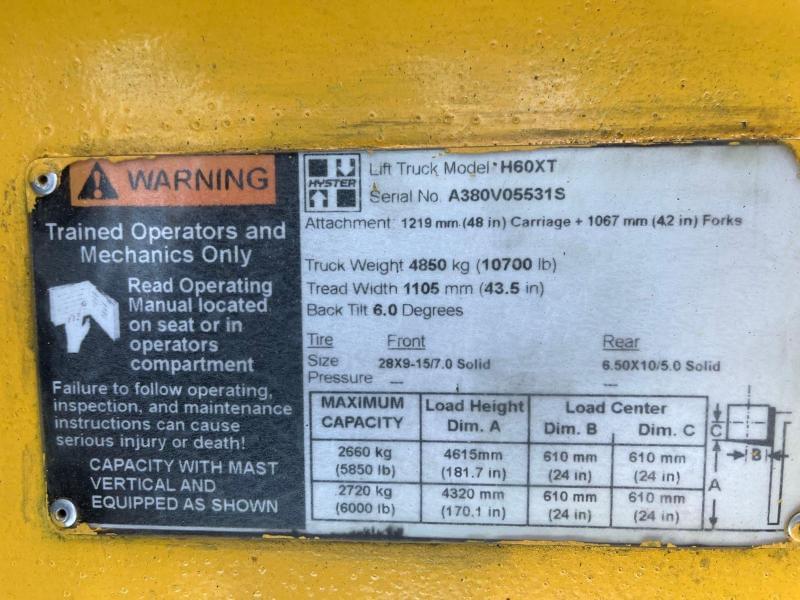 WARNING
Trained Operators and
Mechanics Only
Read Operating
Manual located
on seat or in
operators
compartment
Failure to follow operating,
inspection, and maintenance
instructions can cause
serious injury or death!
CAPACITY WITH MAST
VERTICAL AND
EQUIPPED AS SHOWN
HYSTER
Lift Truck Model H60XT
Serial No. A380V05531S
Attachment: 1219 mm (48 in) Carriage + 1067 mm (42 in) Forks
Truck Weight 4850 kg (10700 lb)
Tread Width 1105 mm (43.5 in)
Back Tilt 6.0 Degrees
Tire Front Rear
Size 28X9-15/7.0 Solid 6.50X10/5.0 Solid
Pressure --- ---
MAXIMUM CAPACITY Load Height Dim. A Load Center Dim. B Dim. C
2660 kg (5850 lb) 4615mm (181.7 in) 610 mm (24 in) 610 mm (24 in)
2720 kg (6000 lb) 4320 mm (170.1 in) 610 mm (24 in) 610 mm (24 in)
C
B
A